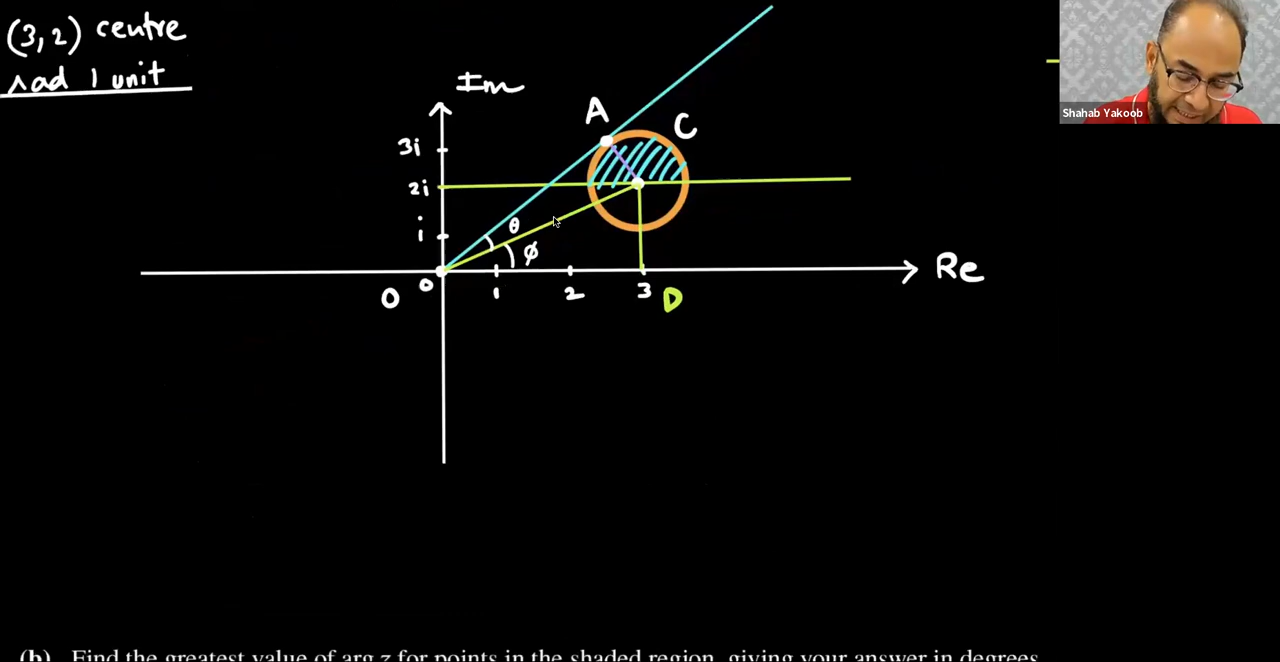 (3,2) centre
rad 1 unit
Im
A
C
3i
2i
i
θ
φ
0
O
1
2
3
D
Re
Shahab Yakoob
(b) Find the greatest value of arg z for points in the shaded region, giving your answer in degrees